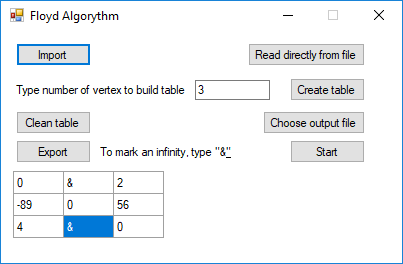 Floyd Algorythm
Import Read directly from file
Type number of vertex to build table 3 Create table
Clean table Choose output file
Export To mark an infinity, type "&"_ Start
0 & 2
-89 0 56
4 & 0